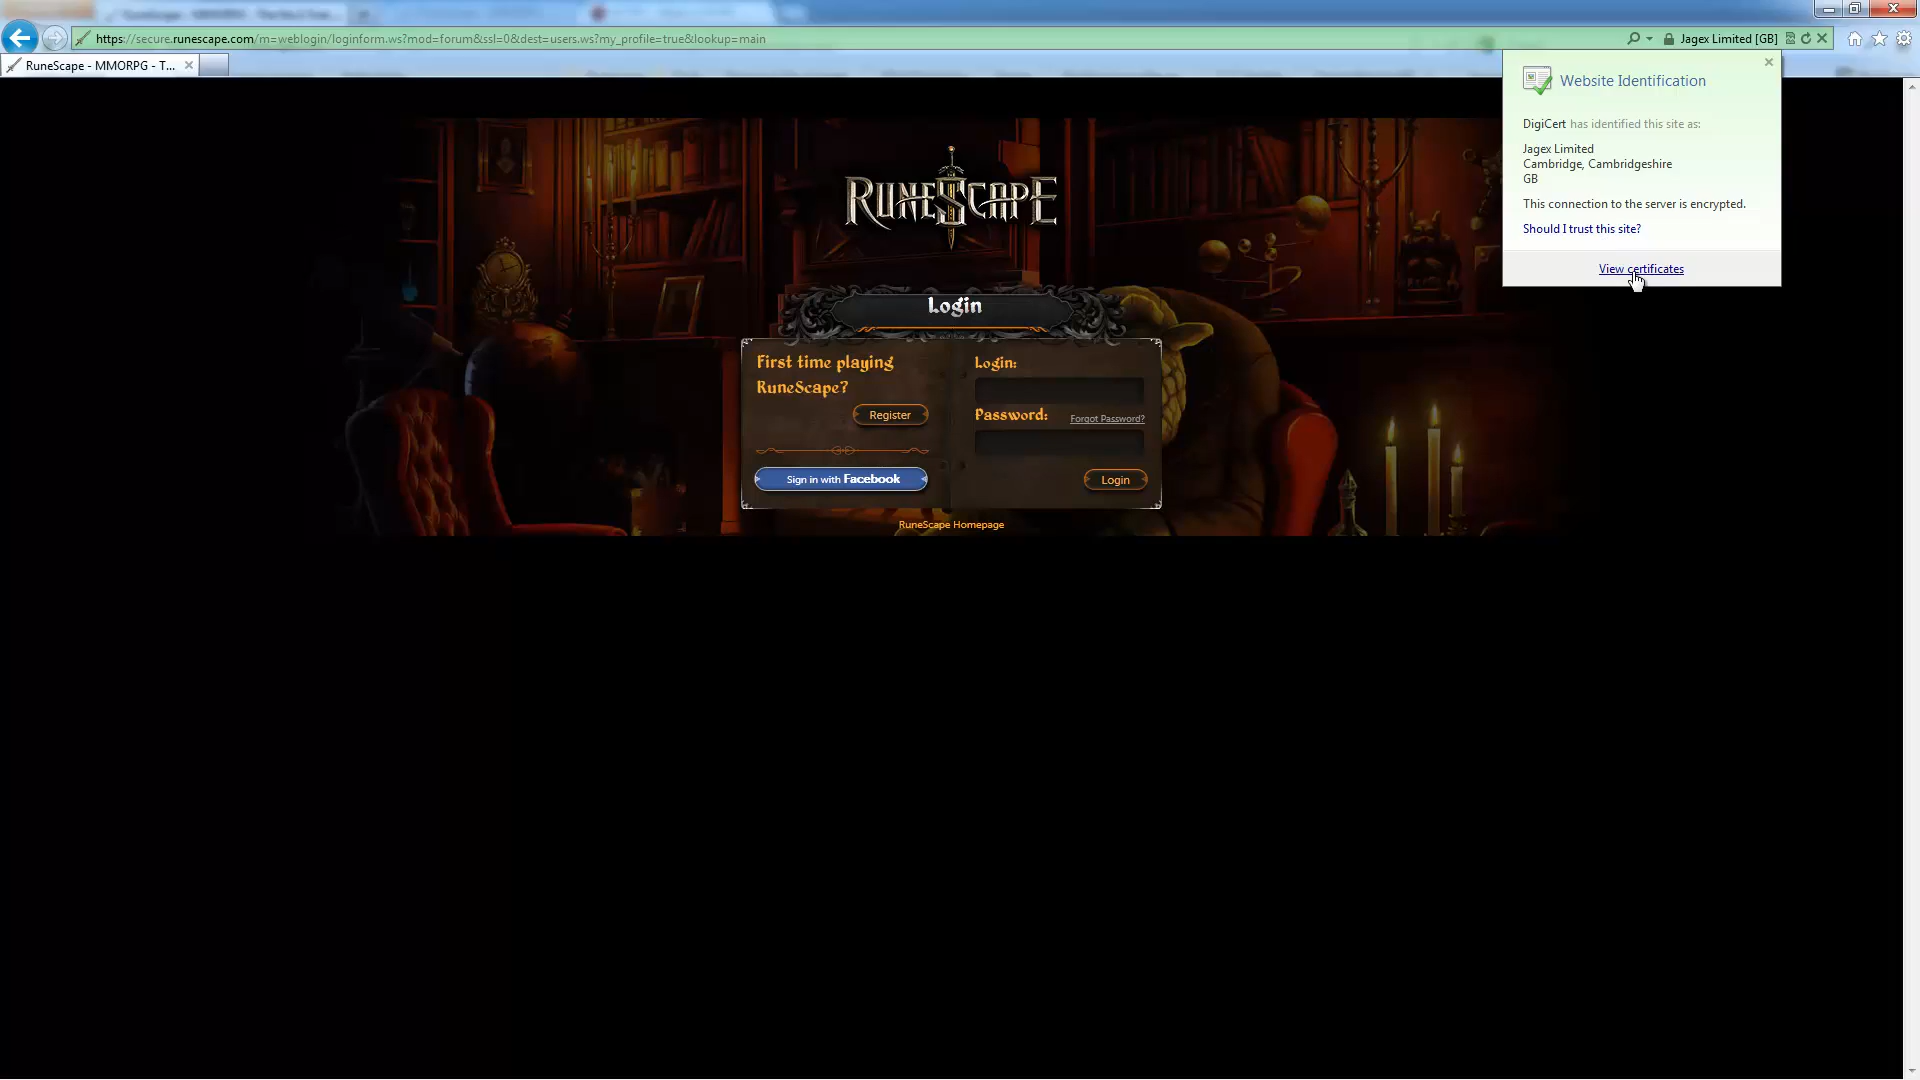 https://secure.runescape.com/m=weblogin/loginform.ws?mod=forum&ssl=0&dest=users.ws?my_profile=true&lookup=main
Jagex Limited [GB]
RuneScape - MMORPG - T...
Website Identification
DigiCert has identified this site as:
Jagex Limited
Cambridge, Cambridgeshire
GB
This connection to the server is encrypted.
Should I trust this site?
View certificates
RUNESCAPE
Login
First time playing
RuneScape?
Register
Sign in with Facebook
Login:
Password:
Forgot Password?
Login
RuneScape Homepage